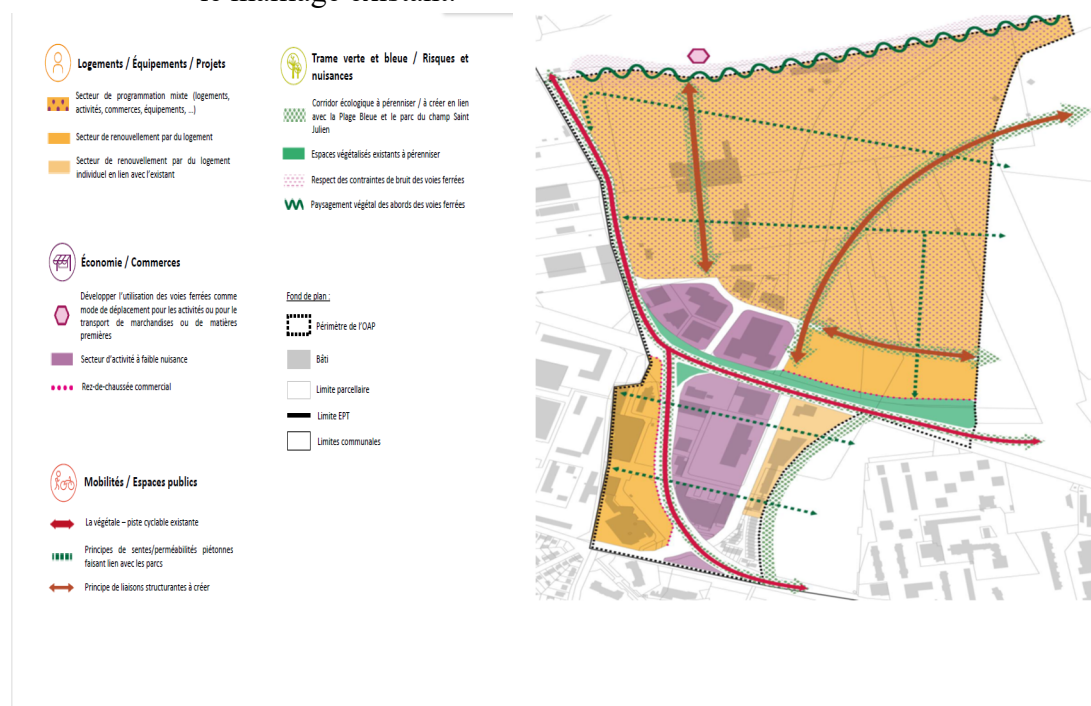 le maillage existant.
Logements / Équipements / Projets
Secteur de programmation mixte (logements,
activités, commerces, équipements, ...)
Secteur de renouvellement par du logement
Secteur de renouvellement par du logement
individuel en lien avec l'existant
Économie / Commerces
Développer l'utilisation des voies ferrées comme
mode de déplacement pour les activités ou pour le
transport de marchandises ou de matières
premières
Secteur d'activité à faible nuisance
Rez-de-chaussée commercial
Mobilités / Espaces publics
La végétale – piste cyclable existante
Principes de sentes/perméabilités piétonnes
faisant lien avec les parcs
Principe de liaisons structurantes à créer
Trame verte et bleue / Risques et
nuisances
Corridor écologique à pérenniser / à créer en lien
avec la Plage Bleue et le parc du champ Saint
Julien
Espaces végétalisés existants à pérenniser
Respect des contraintes de bruit des voies ferrées
Paysagement végétal des abords des voies ferrées
Fond de plan :
Périmètre de l'OAP
Bâti
Limite parcellaire
Limite EPT
Limites communales